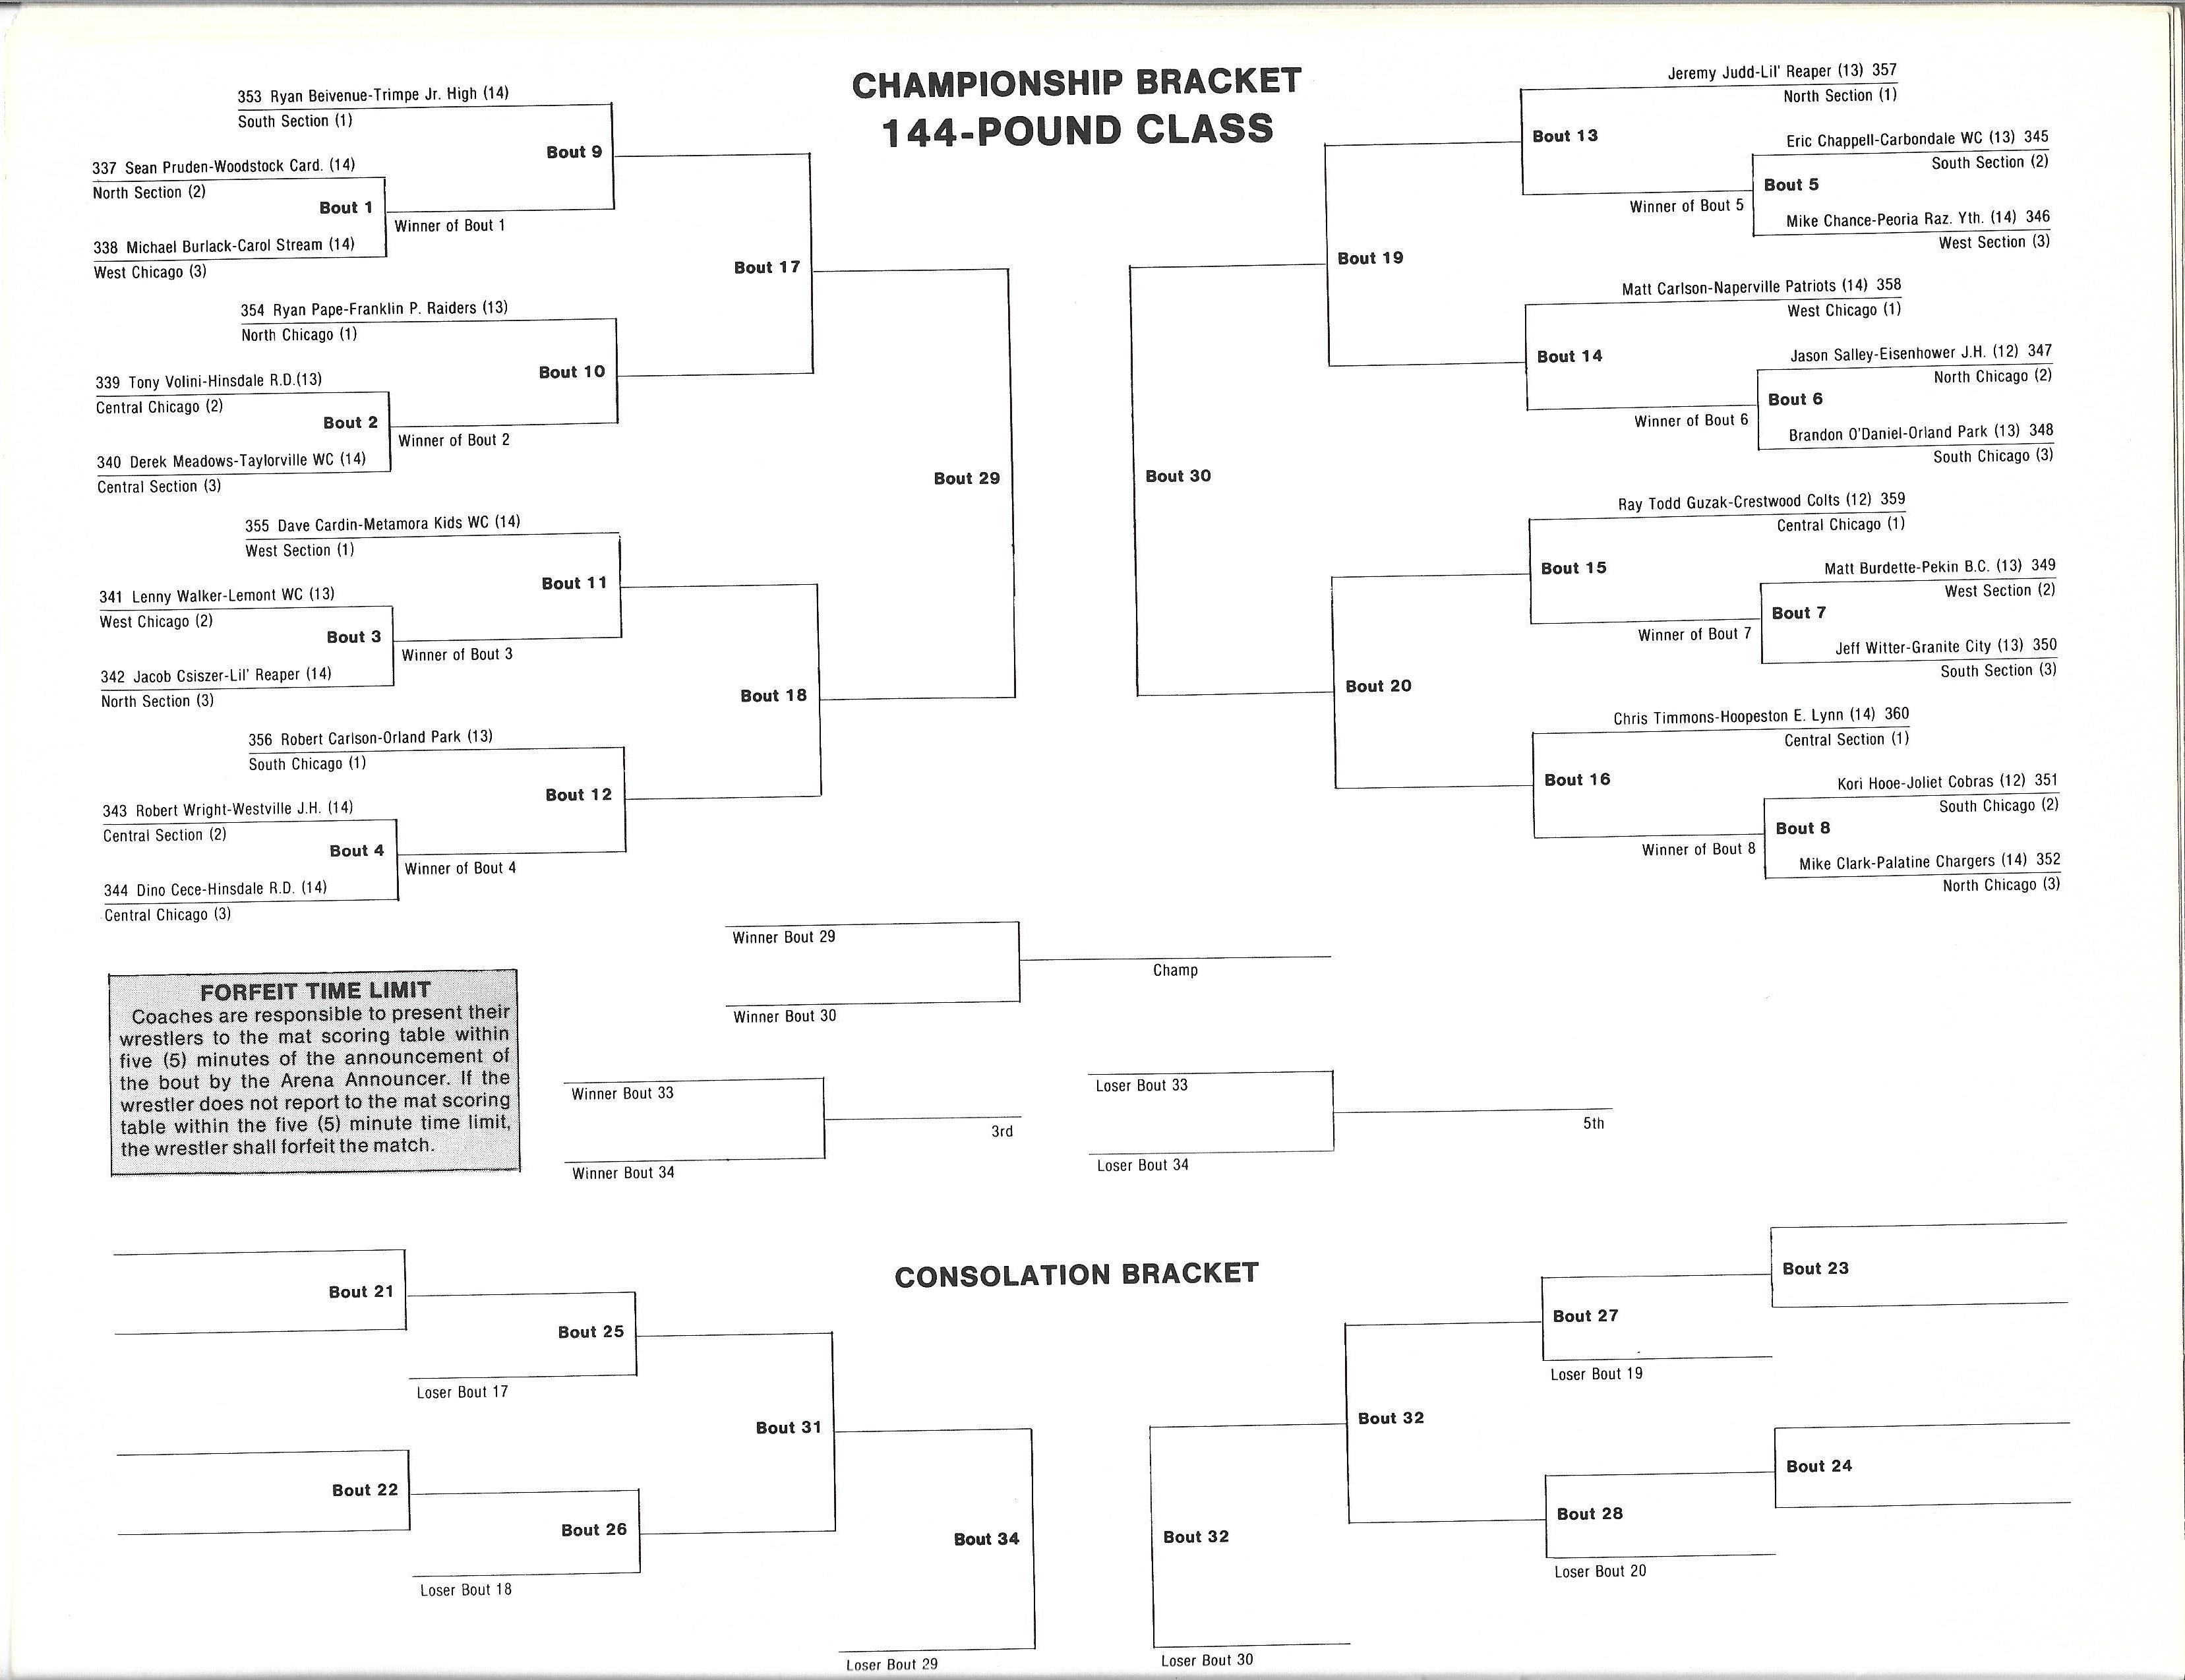 CHAMPIONSHIP BRACKET
144-POUND CLASS
353 Ryan Beivenue-Trimpe Jr. High (14)
South Section (1)
Bout 9
337 Sean Pruden-Woodstock Card. (14)
North Section (2)
Bout 1
Winner of Bout 1
338 Michael Burlack-Carol Stream (14)
West Chicago (3)
Bout 17
354 Ryan Pape-Franklin P. Raiders (13)
North Chicago (1)
Bout 10
339 Tony Volini-Hinsdale R.D.(13)
Central Chicago (2)
Bout 2
Winner of Bout 2
340 Derek Meadows-Taylorville WC (14)
Central Section (3)
Bout 29
355 Dave Cardin-Metamora Kids WC (14)
West Section (1)
Bout 11
341 Lenny Walker-Lemont WC (13)
West Chicago (2)
Bout 3
Winner of Bout 3
342 Jacob Csiszer-Lil' Reaper (14)
North Section (3)
Bout 18
356 Robert Carlson-Orland Park (13)
South Chicago (1)
Bout 12
343 Robert Wright-Westville J.H. (14)
Central Section (2)
Bout 4
Winner of Bout 4
344 Dino Cece-Hinsdale R.D. (14)
Central Chicago (3)
Jeremy Judd-Lil' Reaper (13) 357
North Section (1)
Bout 13
Eric Chappell-Carbondale WC (13) 345
South Section (2)
Bout 5
Winner of Bout 5
Mike Chance-Peoria Raz. Yth. (14) 346
West Section (3)
Bout 19
Matt Carlson-Naperville Patriots (14) 358
West Chicago (1)
Bout 14
Jason Salley-Eisenhower J.H. (12) 347
North Chicago (2)
Bout 6
Winner of Bout 6
Brandon O'Daniel-Orland Park (13) 348
South Chicago (3)
Bout 30
Ray Todd Guzak-Crestwood Colts (12) 359
Central Chicago (1)
Bout 15
Matt Burdette-Pekin B.C. (13) 349
West Section (2)
Bout 7
Winner of Bout 7
Jeff Witter-Granite City (13) 350
South Section (3)
Bout 20
Chris Timmons-Hoopeston E. Lynn (14) 360
Central Section (1)
Bout 16
Kori Hooe-Joliet Cobras (12) 351
South Chicago (2)
Bout 8
Winner of Bout 8
Mike Clark-Palatine Chargers (14) 352
North Chicago (3)
Winner Bout 29
Champ
Winner Bout 30
FORFEIT TIME LIMIT
Coaches are responsible to present their
wrestlers to the mat scoring table within
five (5) minutes of the announcement of
the bout by the Arena Announcer. If the
wrestler does not report to the mat scoring
table within the five (5) minute time limit,
the wrestler shall forfeit the match.
Winner Bout 33
3rd
Winner Bout 34
Loser Bout 33
5th
Loser Bout 34
CONSOLATION BRACKET
Bout 21
Bout 25
Loser Bout 17
Bout 31
Bout 22
Bout 26
Loser Bout 18
Bout 34
Loser Bout 29
Bout 23
Bout 27
Loser Bout 19
Bout 32
Bout 24
Bout 28
Loser Bout 20
Bout 32
Loser Bout 30